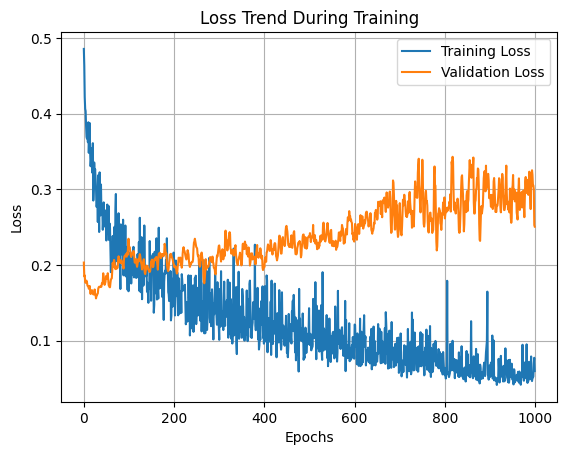 Loss Trend During Training
Training Loss
Validation Loss
0.5
0.4
0.3
0.2
0.1
Loss
0 200 400 600 800 1000
Epochs